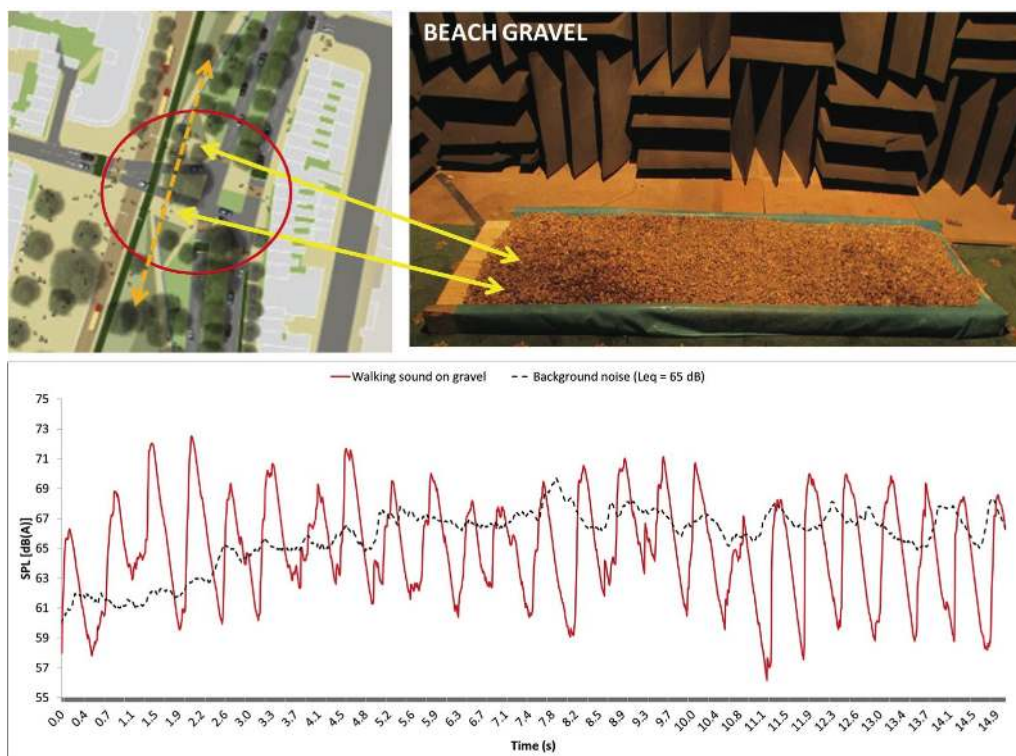 BEACH GRAVEL
Walking sound on gravel
Background noise (Leq = 65 dB)
SPL [dB(A)]
75
73
71
69
67
65
63
61
59
57
55
0.0 0.4 0.7 1.1 1.5 1.9 2.2 2.6 3.0 3.3 3.7 4.1 4.5 4.8 5.2 5.6 5.9 6.3 6.7 7.1 7.4 7.8 8.2 8.5 8.9 9.3 9.7 10.0 10.4 10.8 11.1 11.5 11.9 12.3 12.6 13.0 13.4 13.7 14.1 14.5 14.9
Time (s)